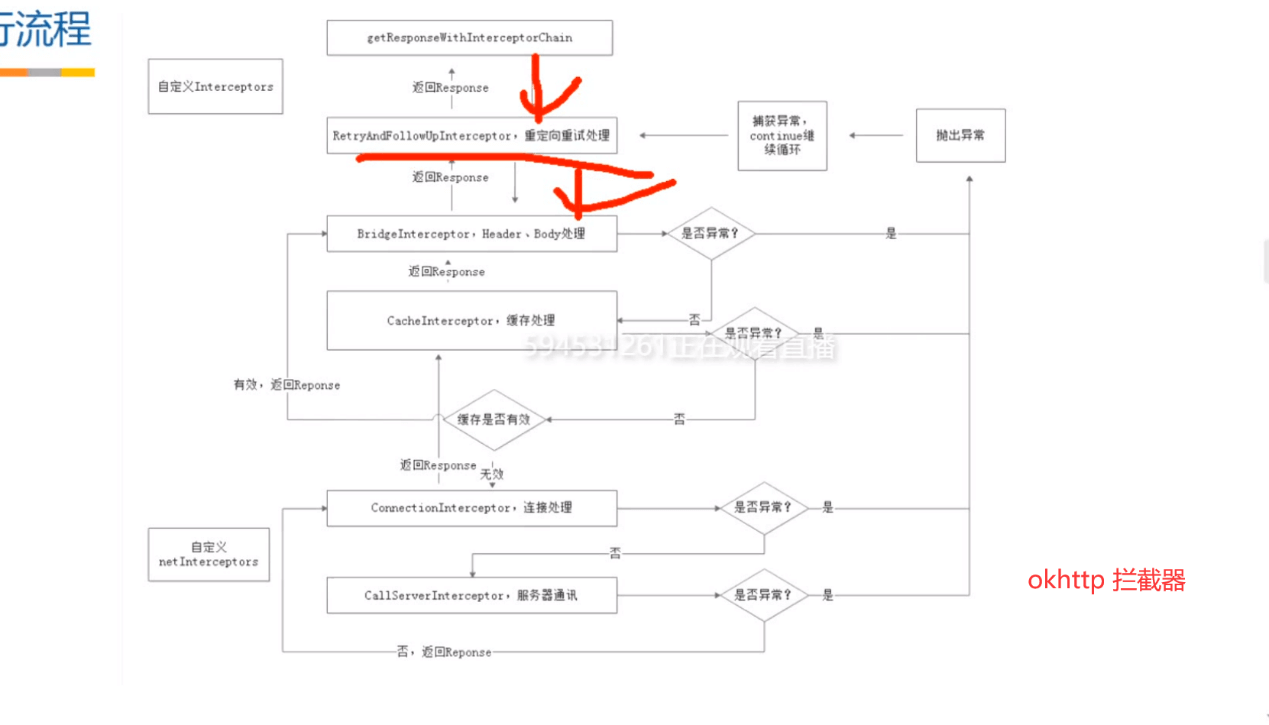 行流程
getResponseWithInterceptorChain
自定义Interceptors
返回Response
RetryAndFollowUpInterceptor，重定向重试处理
捕获异常，
continue继
续循环
抛出异常
返回Response
BridgeInterceptor，Header、Body处理
是否异常？
是
返回Response
CacheInterceptor，缓存处理
否
是否异常？
是
594531261正在观看直播
有效，返回Reponse
缓存是否有效
否
返回Response
无效
ConnectionInterceptor，连接处理
是否异常？
是
自定义
netInterceptors
否
CallServerInterceptor，服务器通讯
是否异常？
是
okhttp 拦截器
否，返回Reponse